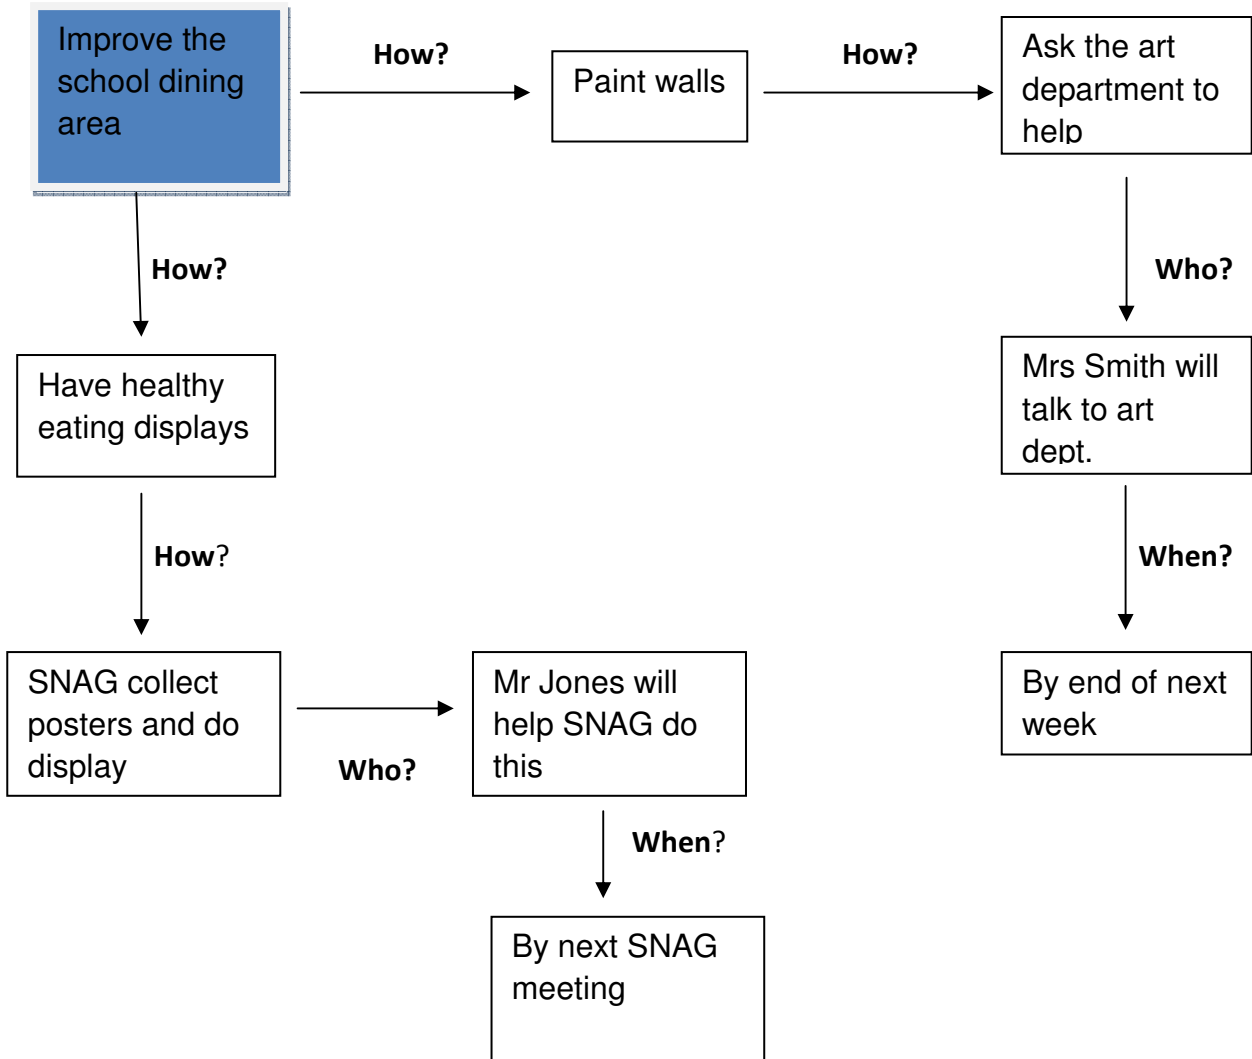 Improve the
school dining
area
How?
Paint walls
How?
Ask the art
department to
help
How?
Who?
Have healthy
eating displays
Mrs Smith will
talk to art
dept.
How?
When?
SNAG collect
posters and do
display
Who?
Mr Jones will
help SNAG do
this
By end of next
week
When?
By next SNAG
meeting